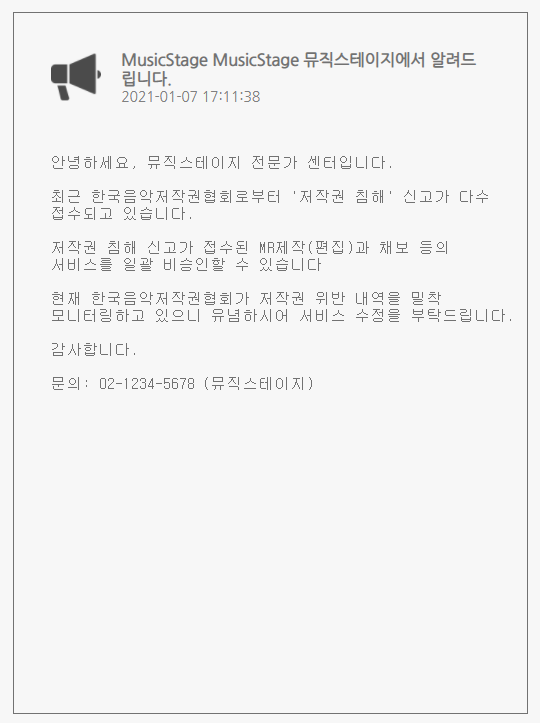 MusicStage MusicStage 뮤직스테이지에서 알려드
립니다.
2021-01-07 17:11:38
안녕하세요, 뮤직스테이지 전문가 센터입니다.
최근 한국음악저작권협회로부터 '저작권 침해' 신고가 다수
접수되고 있습니다.
저작권 침해 신고가 접수된 MR제작(편집)과 채보 등의
서비스를 일괄 비승인할 수 있습니다
현재 한국음악저작권협회가 저작권 위반 내역을 밀착
모니터링하고 있으니 유념하시어 서비스 수정을 부탁드립니다.
감사합니다.
문의: 02-1234-5678 (뮤직스테이지)